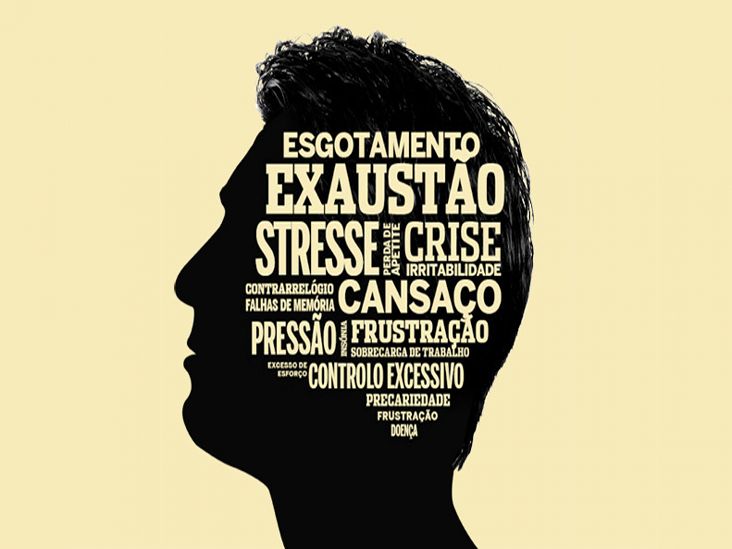 ESGOTAMENTO
EXAUSTÃO
STRESSE
PERDA DE
APETITE
CRISE
IRRITABILIDADE
CONTRARRELÓGIO
FALHAS DE MEMÓRIA
CANSAÇO
PRESSÃO
INSÓNIA
FRUSTRAÇÃO
SOBRECARGA DE TRABALHO
EXCESSO DE
ESFORÇO
CONTROLO EXCESSIVO
PRECARIEDADE
FRUSTRAÇÃO
DOENÇA